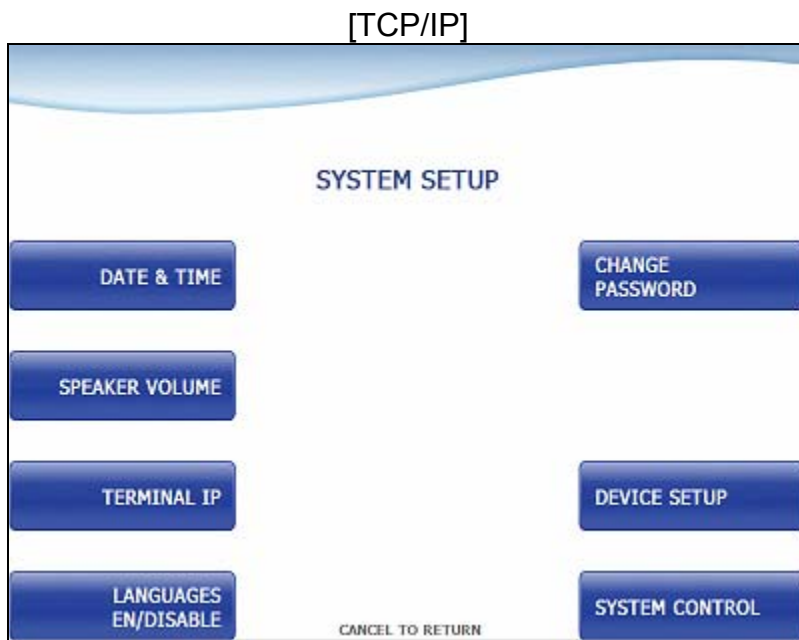 [TCP/IP]
SYSTEM SETUP
DATE & TIME
CHANGE
PASSWORD
SPEAKER VOLUME
TERMINAL IP
DEVICE SETUP
LANGUAGES
EN/DISABLE
SYSTEM CONTROL
CANCEL TO RETURN